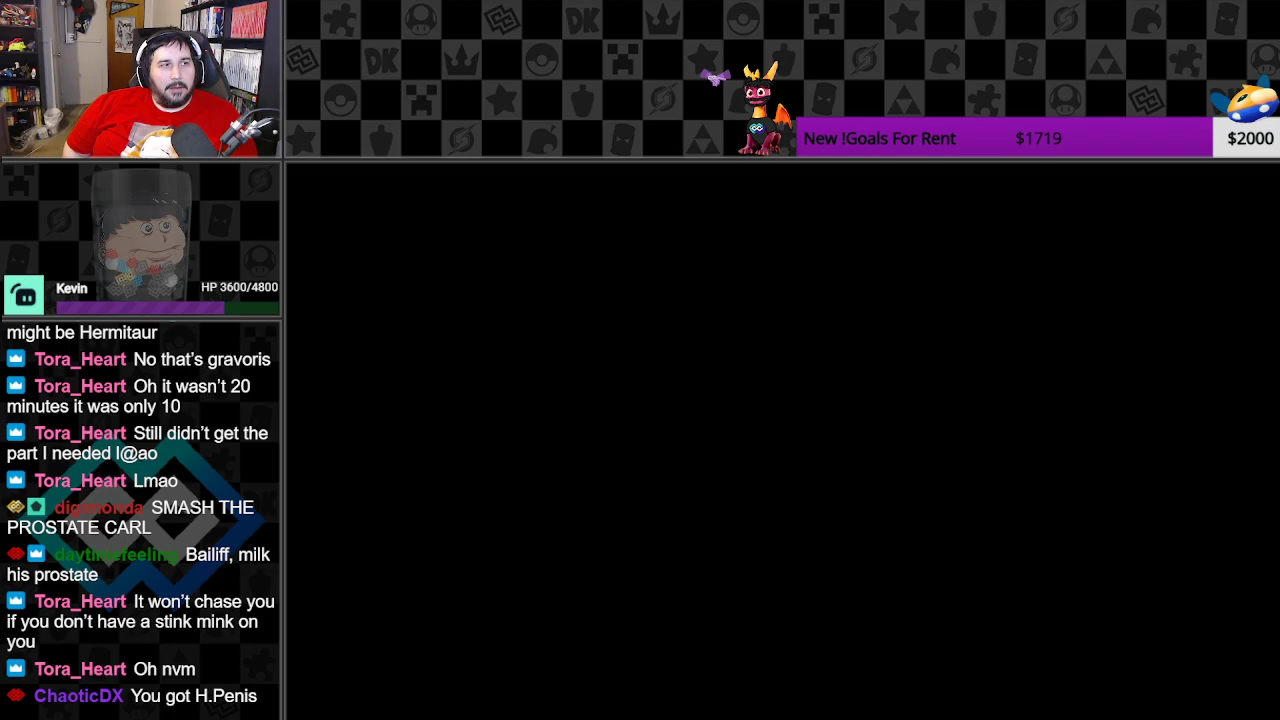 New !Goals For Rent $1719 $2000
Kevin HP 3600/4800
might be Hermitaur
Tora_Heart No that's gravoris
Tora_Heart Oh it wasn't 20
minutes it was only 10
Tora_Heart Still didn't get the
part I needed l@ao
Tora_Heart Lmao
digimonda SMASH THE
PROSTATE CARL
daytimefeeling Bailiff, milk
his prostate
Tora_Heart It won't chase you
if you don't have a stink mink on
you
Tora_Heart Oh nvm
ChaoticDX You got H.Penis